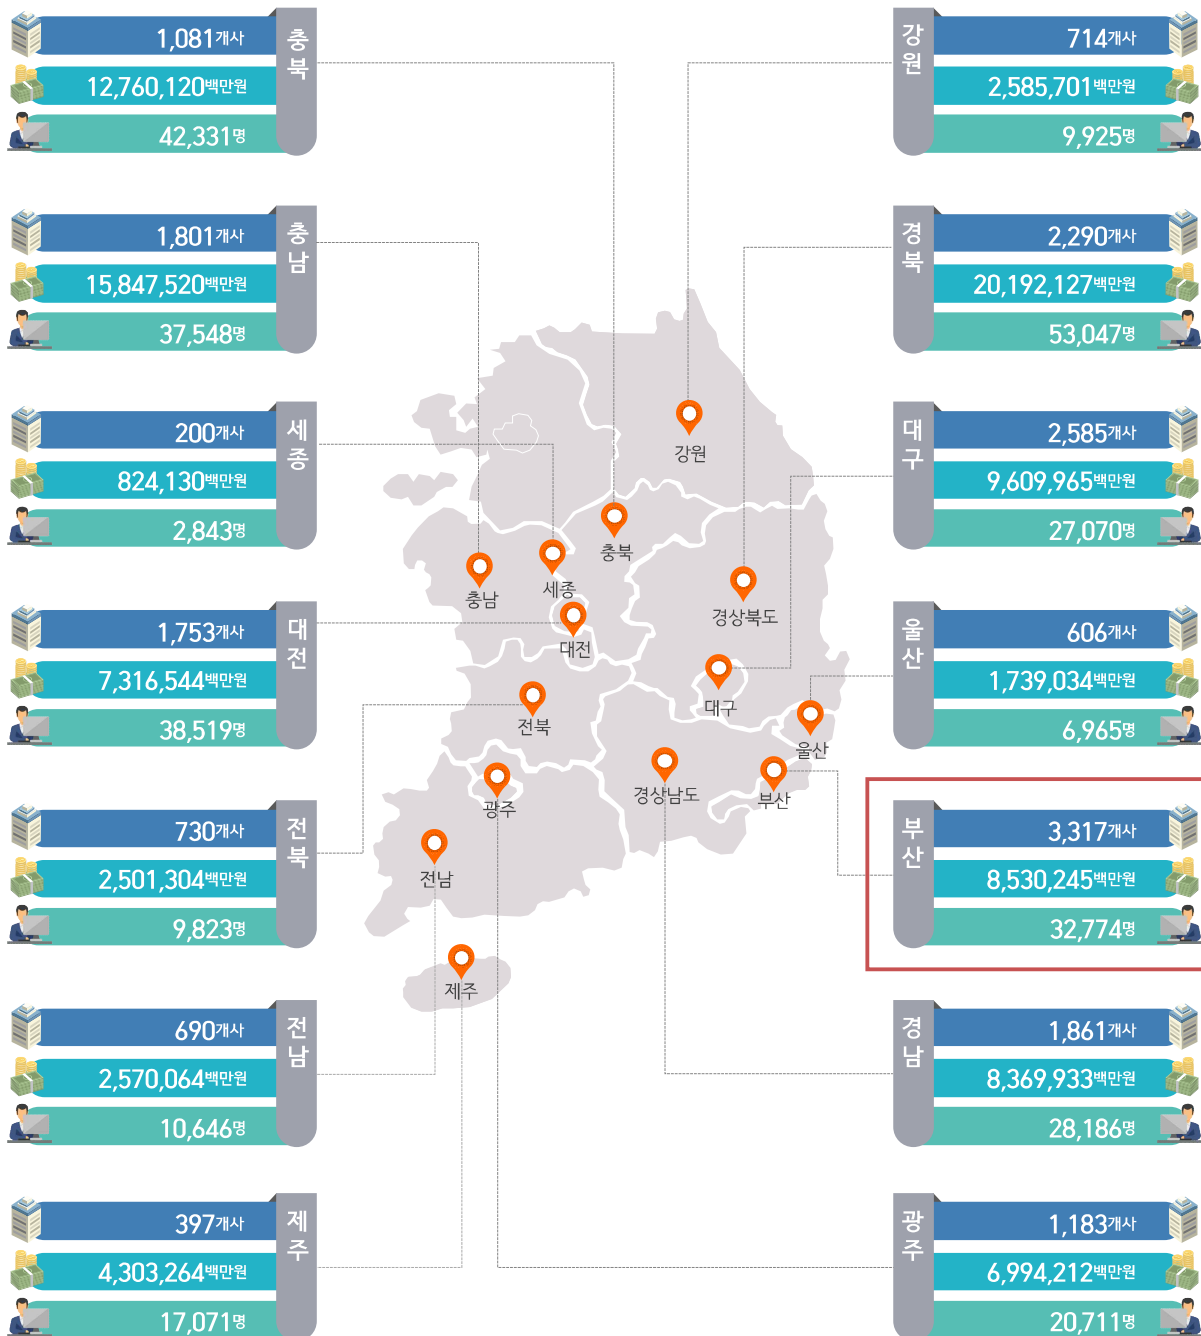 1,081개사
충북
12,760,120백만원
42,331명
강원
714개사
2,585,701백만원
9,925명
1,801개사
충남
15,847,520백만원
37,548명
경북
2,290개사
20,192,127백만원
53,047명
200개사
세종
824,130백만원
2,843명
대구
2,585개사
9,609,965백만원
27,070명
1,753개사
대전
7,316,544백만원
38,519명
울산
606개사
1,739,034백만원
6,965명
730개사
전북
2,501,304백만원
9,823명
부산
3,317개사
8,530,245백만원
32,774명
690개사
전남
2,570,064백만원
10,646명
경남
1,861개사
8,369,933백만원
28,186명
397개사
제주
4,303,264백만원
17,071명
광주
1,183개사
6,994,212백만원
20,711명
강원
충북
세종
충남
경상북도
대전
대구
전북
울산
경상남도
부산
광주
전남
제주